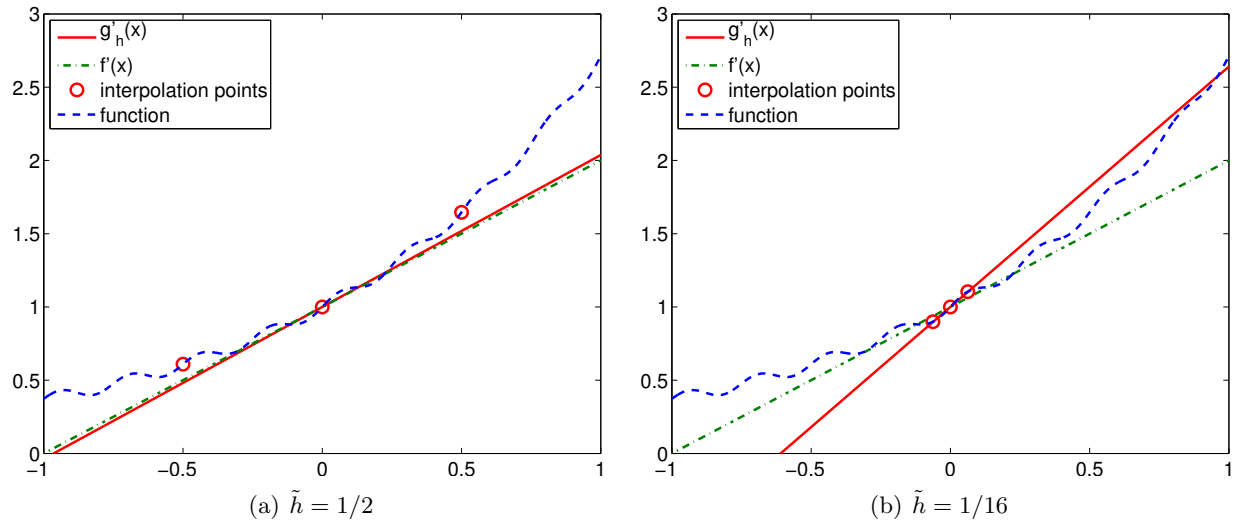 3
2.5
2
1.5
1
0.5
0
−1
−0.5
0
0.5
1
g'_h(x)
f'(x)
interpolation points
function
(a) h̃ = 1/2
3
2.5
2
1.5
1
0.5
0
−1
−0.5
0
0.5
1
g'_h(x)
f'(x)
interpolation points
function
(b) h̃ = 1/16